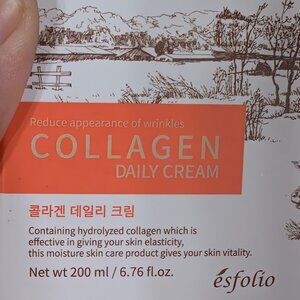 Reduce appearance of wrinkles
COLLAGEN
DAILY CREAM
콜라겐 데일리 크림
Containing hydrolyzed collagen which is
effective in giving your skin elasticity,
this moisture skin care product gives your skin vitality.
Net wt 200 ml / 6.76 fl.oz.
ésfolio